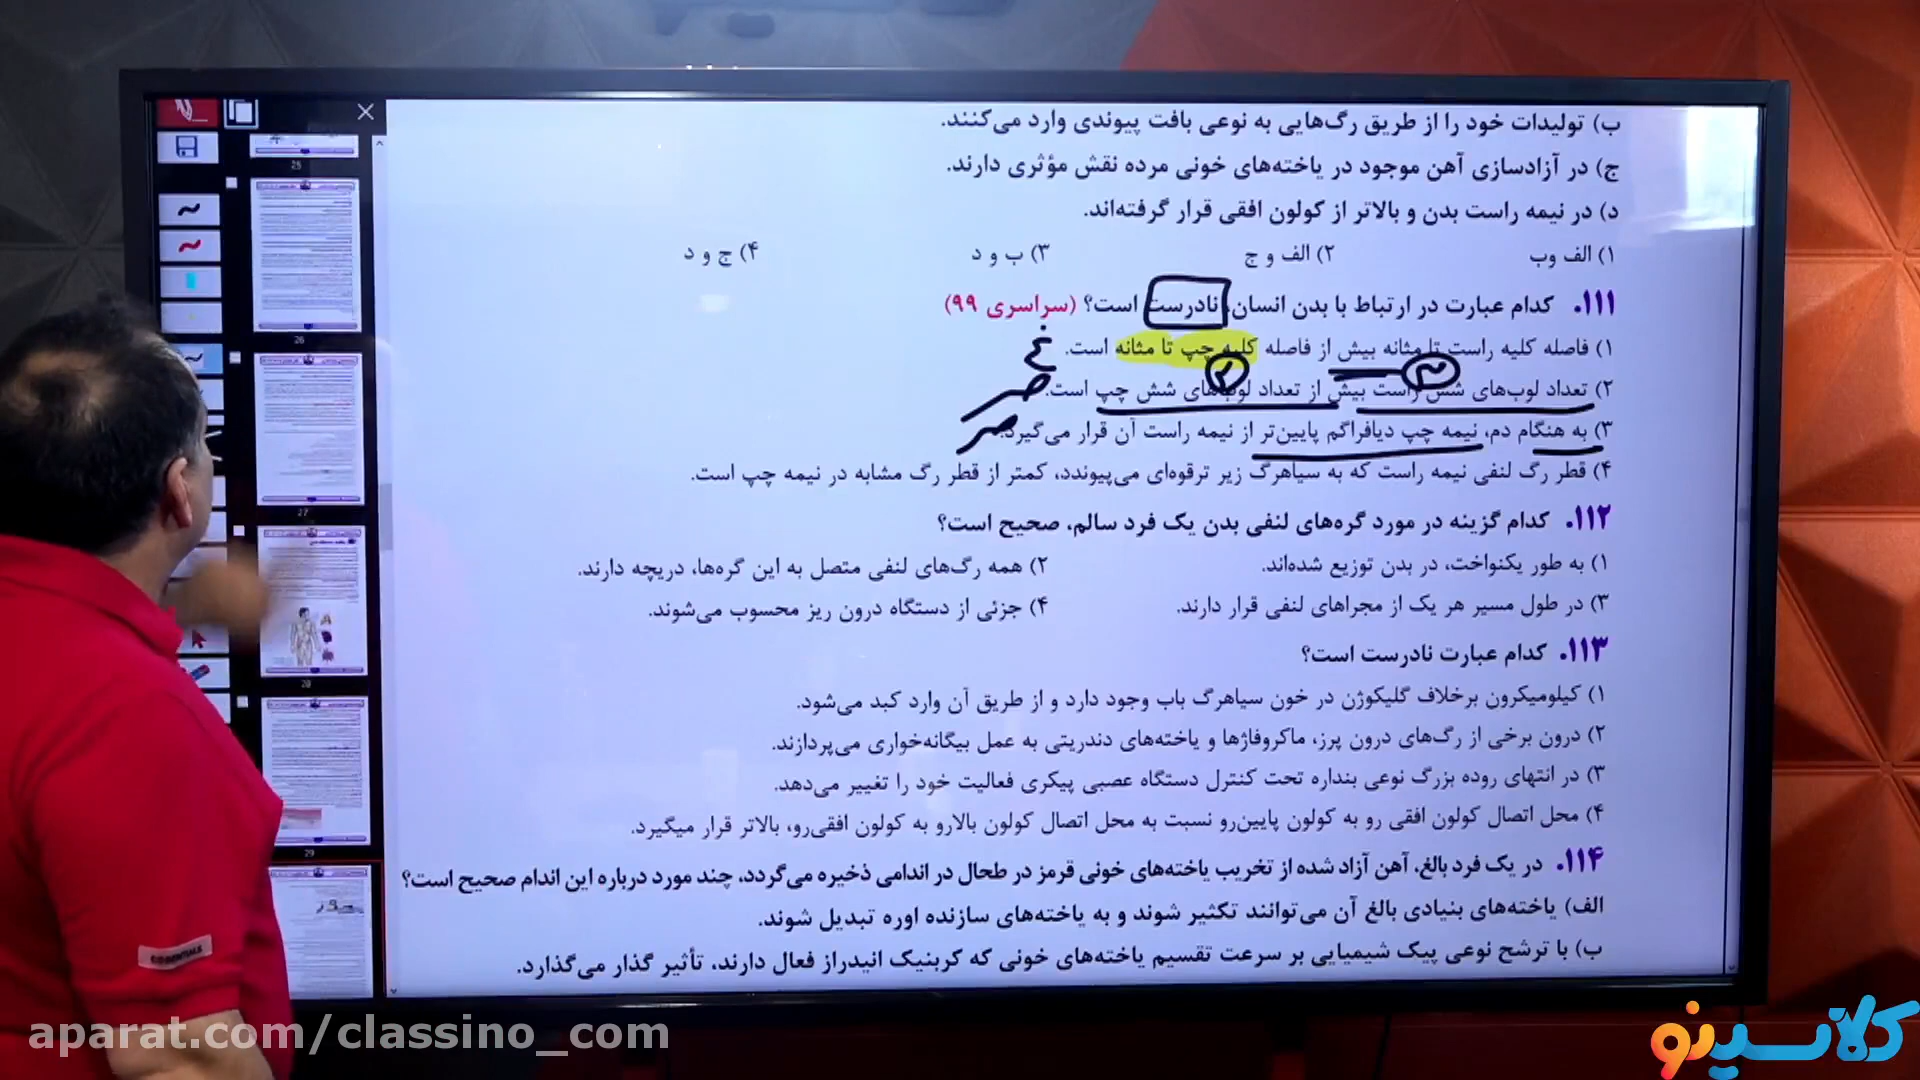 ب) تولیدات خود را از طریق رگ‌هایی به نوعی بافت پیوندی وارد می‌کنند.
ج) در آزادسازی آهن موجود در یاخته‌های خونی مرده نقش مؤثری دارند.
د) در نیمه راست بدن و بالاتر از کولون افقی قرار گرفته‌اند.
۱) الف وب ۲) الف و ج ۳) ب و د ۴) ج و د
۱۱۱. کدام عبارت در ارتباط با بدن انسان، نادرست است؟ (سراسری ۹۹)
۱) فاصله کلیه راست تا مثانه بیش از فاصله کلیه چپ تا مثانه است.
۲) تعداد لوب‌های شش راست بیش از تعداد لوب‌های شش چپ است.
۳) به هنگام دم، نیمه چپ دیافراگم پایین‌تر از نیمه راست آن قرار می‌گیرد.
۴) قطر رگ لنفی نیمه راست که به سیاهرگ زیر ترقوه‌ای می‌پیوندد، کمتر از قطر رگ مشابه در نیمه چپ است.
۱۱۲. کدام گزینه در مورد گره‌های لنفی بدن یک فرد سالم، صحیح است؟
۱) به طور یکنواخت، در بدن توزیع شده‌اند. ۲) همه رگ‌های لنفی متصل به این گره‌ها، دریچه دارند.
۳) در طول مسیر هر یک از مجراهای لنفی قرار دارند. ۴) جزئی از دستگاه درون ریز محسوب می‌شوند.
۱۱۳. کدام عبارت نادرست است؟
۱) کیلومیکرون برخلاف گلیکوژن در خون سیاهرگ باب وجود دارد و از طریق آن وارد کبد می‌شود.
۲) درون برخی از رگ‌های درون پرز، ماکروفاژها و یاخته‌های دندریتی به عمل بیگانه‌خواری می‌پردازند.
۳) در انتهای روده بزرگ نوعی بنداره تحت کنترل دستگاه عصبی پیکری فعالیت خود را تغییر می‌دهد.
۴) محل اتصال کولون افقی رو به کولون پایین‌رو نسبت به محل اتصال کولون بالارو به کولون افقی‌رو، بالاتر قرار میگیرد.
۱۱۴. در یک فرد بالغ، آهن آزاد شده از تخریب یاخته‌های خونی قرمز در طحال در اندامی ذخیره می‌گردد، چند مورد درباره این اندام صحیح است؟
الف) یاخته‌های بنیادی بالغ آن می‌توانند تکثیر شوند و به یاخته‌های سازنده اوره تبدیل شوند.
ب) با ترشح نوعی پیک شیمیایی بر سرعت تقسیم یاخته‌های خونی که کربنیک انیدراز فعال دارند، تأثیر گذار می‌گذارد.
25
26
27
28
29
aparat.com/classino_com
کلاسینو